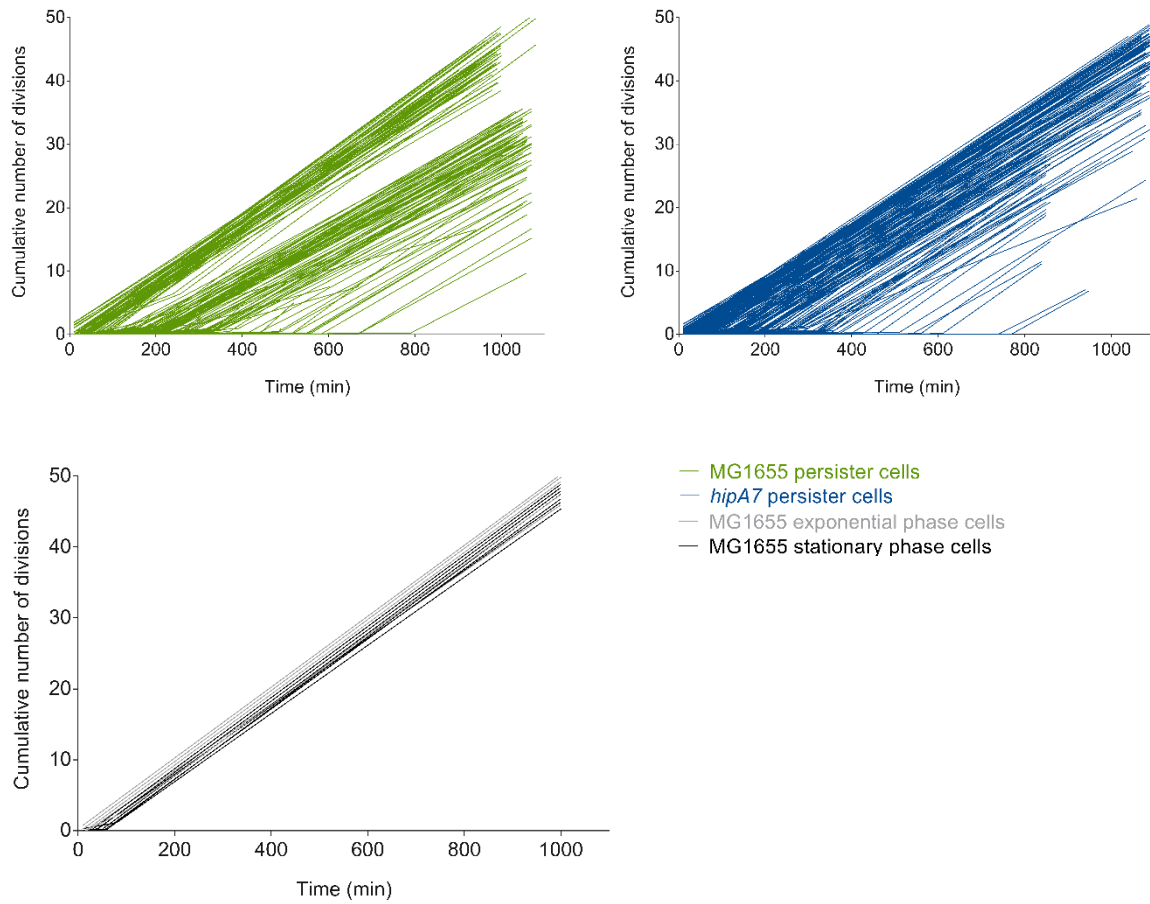 50
40
30
20
10
0
Cumulative number of divisions
0 200 400 600 800 1000
Time (min)
50
40
30
20
10
0
Cumulative number of divisions
0 200 400 600 800 1000
Time (min)
50
40
30
20
10
0
Cumulative number of divisions
0 200 400 600 800 1000
Time (min)
MG1655 persister cells
hipA7 persister cells
MG1655 exponential phase cells
MG1655 stationary phase cells